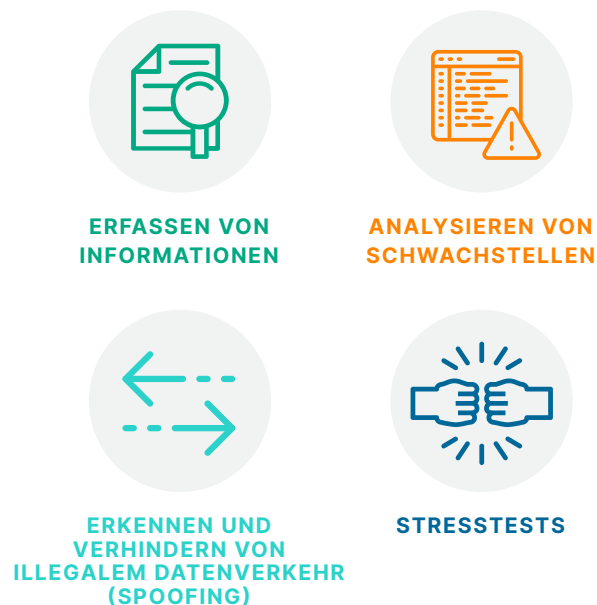 ERFASSEN VON
INFORMATIONEN
ANALYSIEREN VON
SCHWACHSTELLEN
ERKENNEN UND
VERHINDERN VON
ILLEGALEM DATENVERKEHR
(SPOOFING)
STRESSTESTS